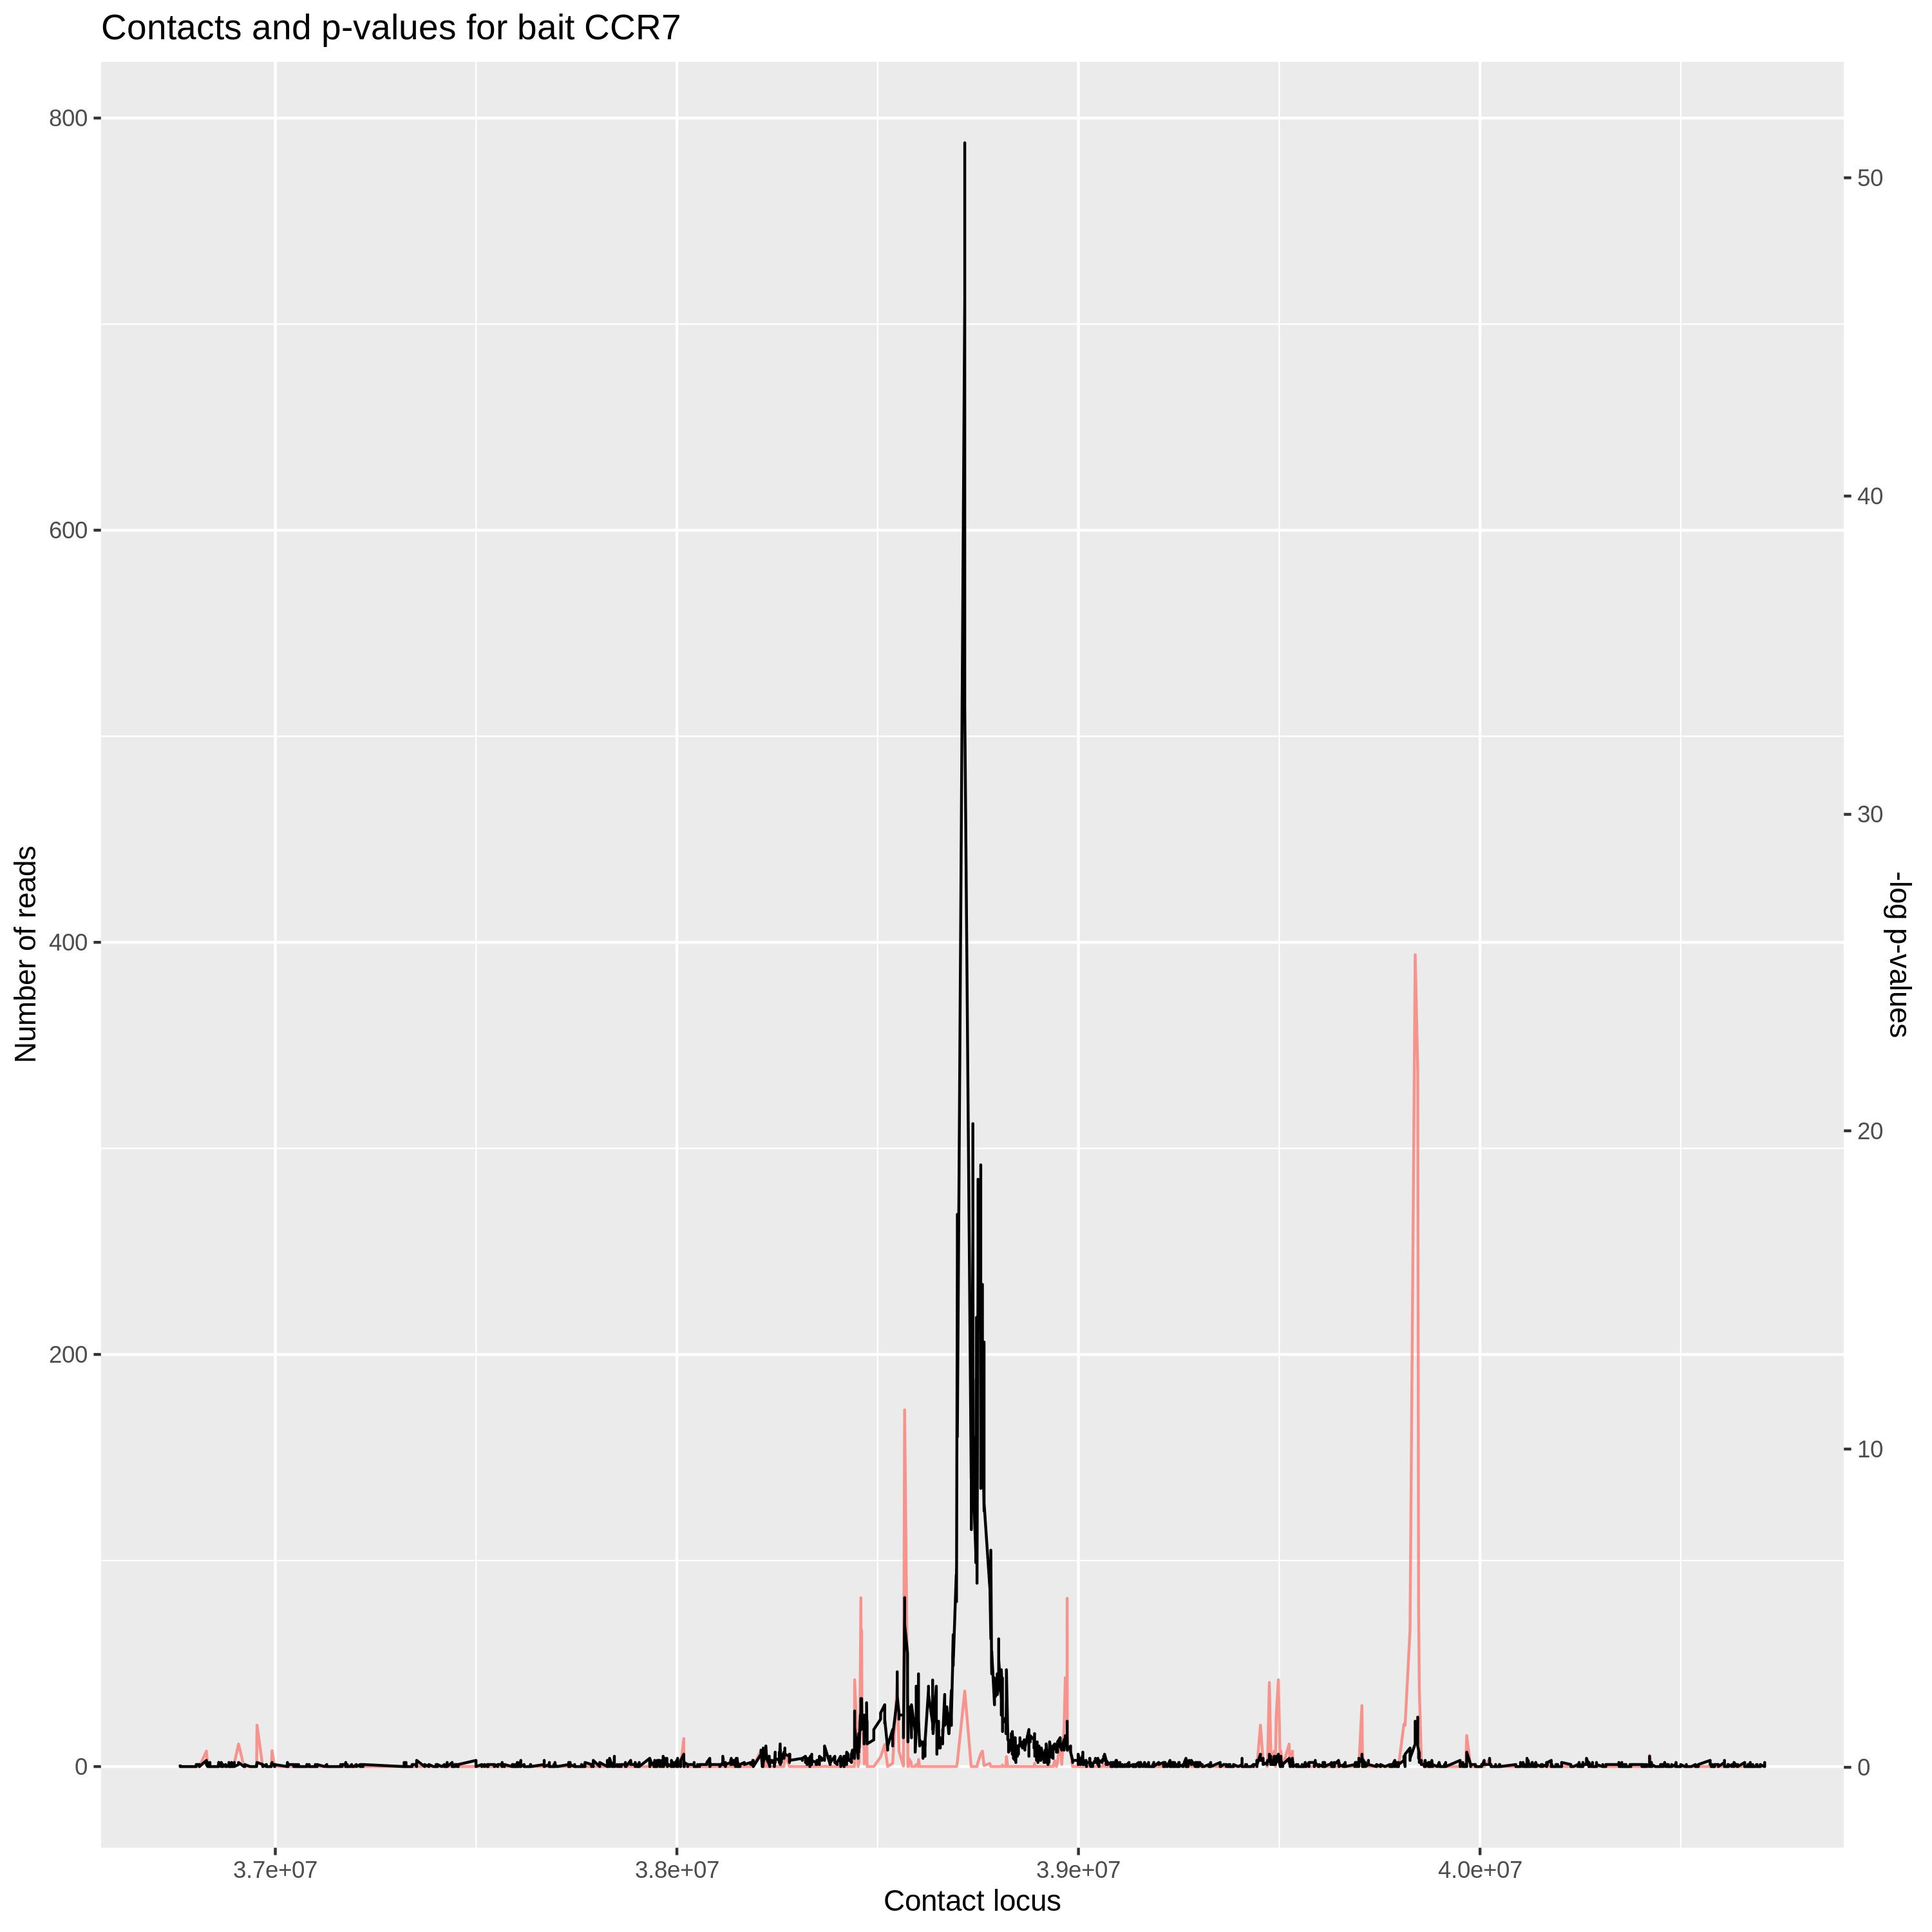 Contacts and p-values for bait CCR7
800
600
400
200
0
Number of reads
50
40
30
20
10
0
-log p-values
3.7e+07
3.8e+07
3.9e+07
4.0e+07
Contact locus